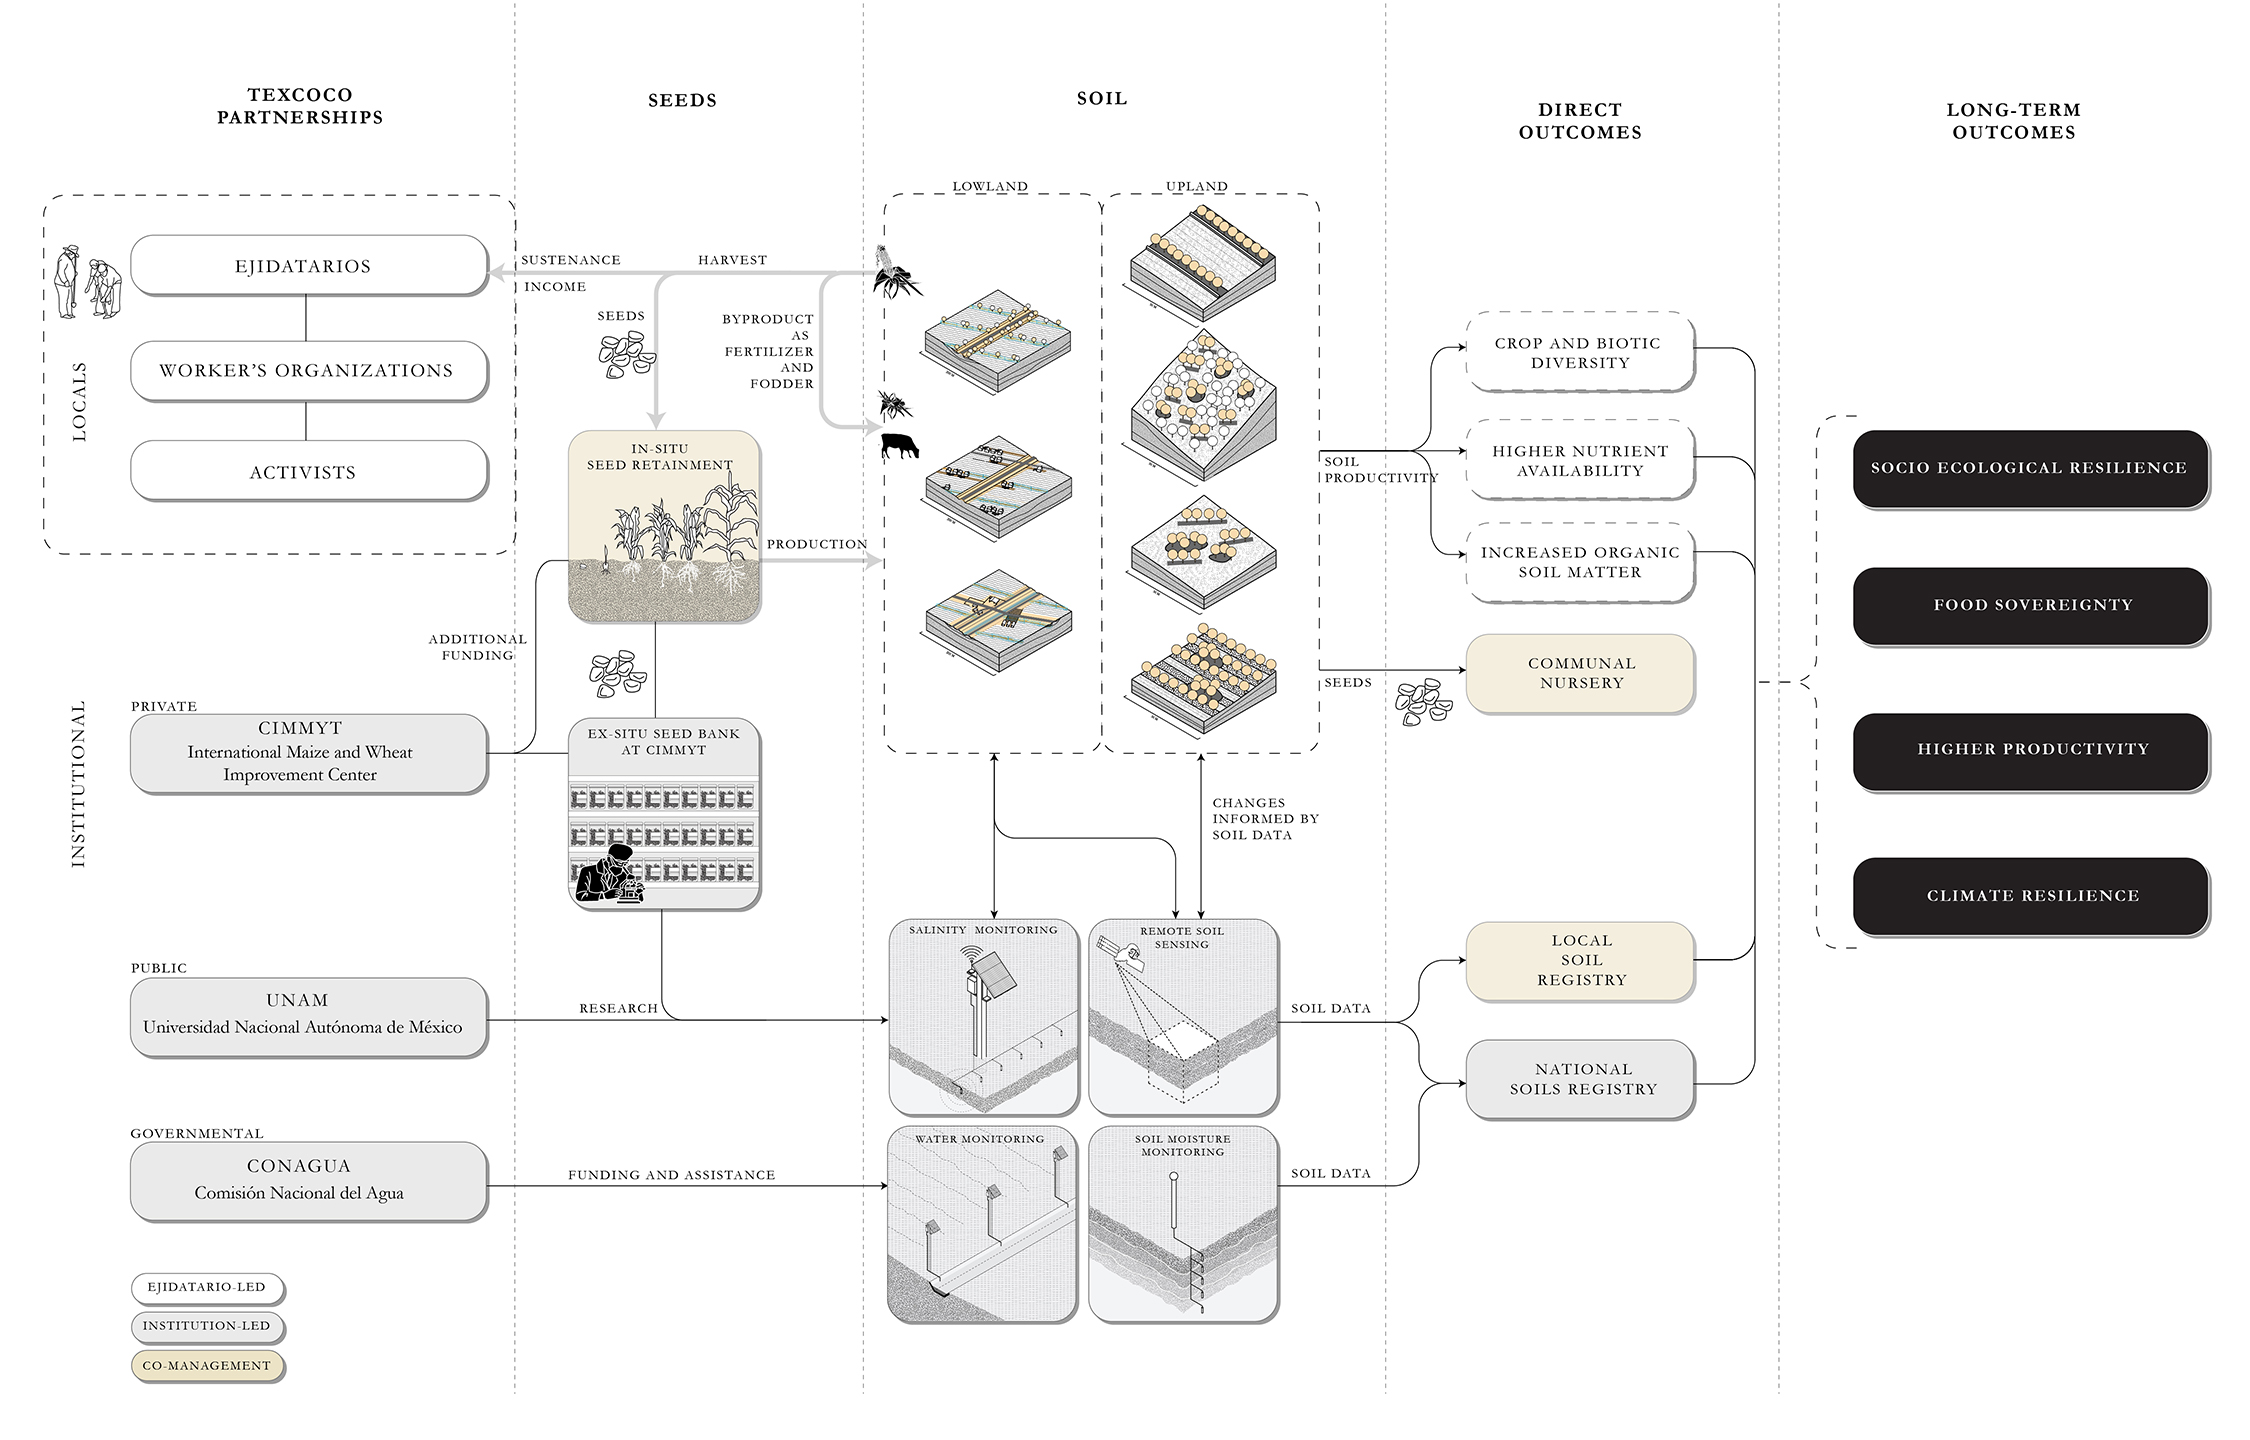 TEXCOCO
PARTNERSHIPS
SEEDS
SOIL
DIRECT
OUTCOMES
LONG-TERM
OUTCOMES
LOCALS
EJIDATARIOS
WORKER'S ORGANIZATIONS
ACTIVISTS
SUSTENANCE
INCOME
HARVEST
SEEDS
BYPRODUCT
AS
FERTILIZER
AND
FODDER
IN-SITU
SEED RETAINMENT
PRODUCTION
LOWLAND
UPLAND
SOIL
PRODUCTIVITY
CROP AND BIOTIC
DIVERSITY
HIGHER NUTRIENT
AVAILABILITY
INCREASED ORGANIC
SOIL MATTER
SEEDS
COMMUNAL
NURSERY
SOCIO ECOLOGICAL RESILIENCE
FOOD SOVEREIGNTY
HIGHER PRODUCTIVITY
CLIMATE RESILIENCE
INSTITUTIONAL
ADDITIONAL
FUNDING
PRIVATE
CIMMYT
International Maize and Wheat
Improvement Center
EX-SITU SEED BANK
AT CIMMYT
CHANGES
INFORMED BY
SOIL DATA
PUBLIC
UNAM
Universidad Nacional Autónoma de México
RESEARCH
SALINITY MONITORING
REMOTE SOIL
SENSING
SOIL DATA
LOCAL
SOIL
REGISTRY
NATIONAL
SOILS REGISTRY
GOVERNMENTAL
CONAGUA
Comisión Nacional del Agua
FUNDING AND ASSISTANCE
WATER MONITORING
SOIL MOISTURE
MONITORING
SOIL DATA
EJIDATARIO-LED
INSTITUTION-LED
CO-MANAGEMENT